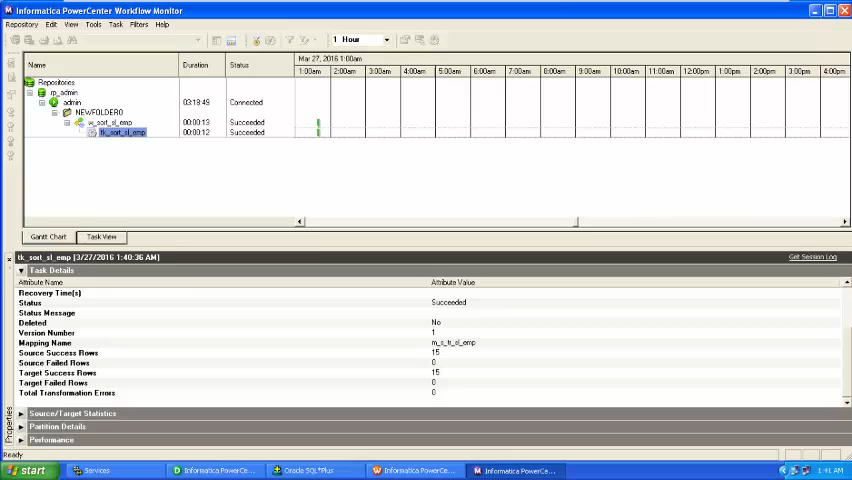 Informatica PowerCenter Workflow Monitor
Repository Edit View Tools Task Filters Help
1 Hour
Name Duration Status Mar 27, 2016 1:00am
1:00am 2:00am 3:00am 4:00am 5:00am 6:00am 7:00am 8:00am 9:00am 10:00am 11:00am 12:00pm 1:00pm 2:00pm 3:00pm 4:00pm
Repositories
rp_admin
admin 03:18:49 Connected
NEWFOLDER0
w_sort_sl_emp 00:00:13 Succeeded
tk_sort_sl_emp 00:00:12 Succeeded
Gantt Chart Task View
tk_sort_sl_emp [3/27/2016 1:40:36 AM] Get Session Log
Task Details
Attribute Name Attribute Value
Recovery Time(s)
Status Succeeded
Status Message
Deleted No
Version Number 1
Mapping Name m_s_tr_sl_emp
Source Success Rows 15
Source Failed Rows 0
Target Success Rows 15
Target Failed Rows 0
Total Transformation Errors 0
Source/Target Statistics
Partition Details
Performance
Properties
Ready
start Services Informatica PowerCe... Oracle SQL*Plus Informatica PowerCe... Informatica PowerCe... 1:41 AM